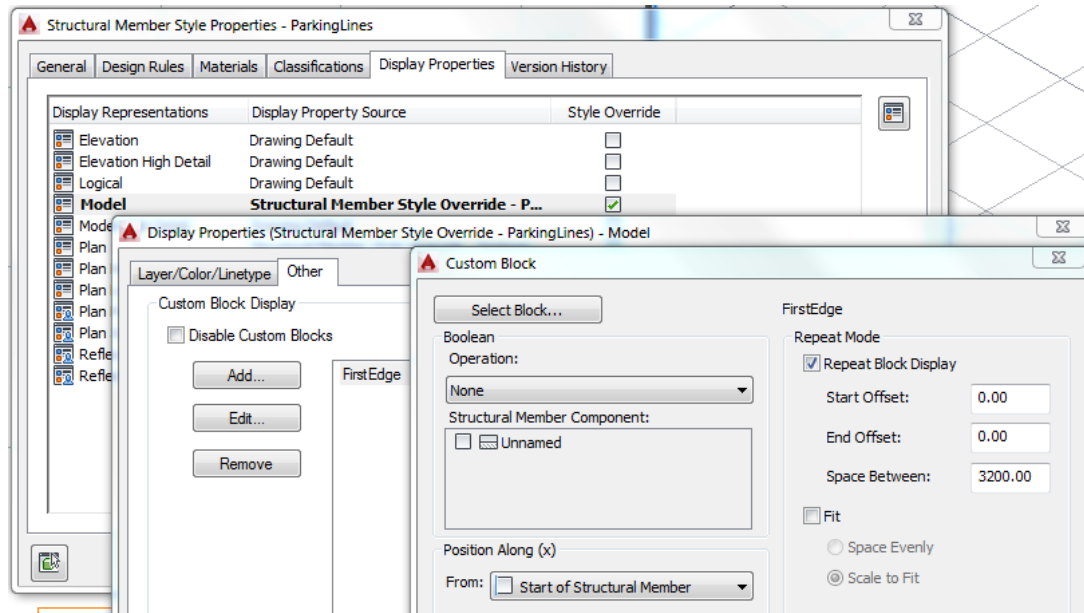 Structural Member Style Properties - ParkingLines
General Design Rules Materials Classifications Display Properties Version History
Display Representations Display Property Source Style Override
Elevation Drawing Default
Elevation High Detail Drawing Default
Logical Drawing Default
Model Structural Member Style Override - P...
Plan
Plan
Plan
Plan
Plan
Display Properties (Structural Member Style Override - ParkingLines) - Model
Layer/Color/Linetype Other
Custom Block Display
Disable Custom Blocks
Add...
Edit...
Remove
FirstEdge
Custom Block
Select Block... FirstEdge
Boolean
Operation:
None
Structural Member Component:
Unnamed
Position Along (x)
From: Start of Structural Member
Repeat Mode
Repeat Block Display
Start Offset: 0.00
End Offset: 0.00
Space Between: 3200.00
Fit
Space Evenly
Scale to Fit